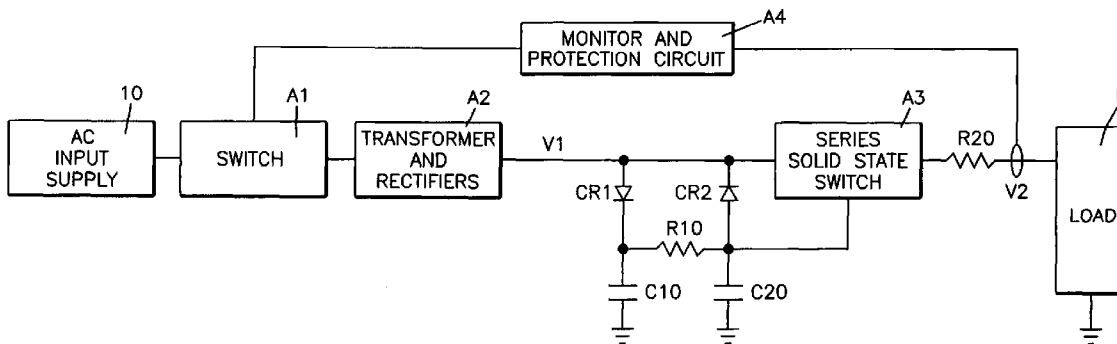 A4
MONITOR AND
PROTECTION CIRCUIT
10
A1
A2
A3
AC
INPUT
SUPPLY
SWITCH
TRANSFORMER
AND
RECTIFIERS
V1
SERIES
SOLID STATE
SWITCH
R20
V2
LOAD
CR1
CR2
R10
C10
C20